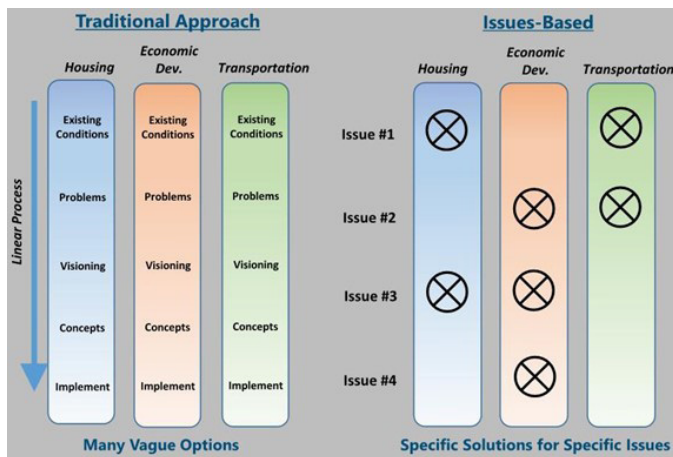 Traditional Approach
Housing
Economic
Dev.
Transportation
Linear Process
Existing
Conditions
Existing
Conditions
Existing
Conditions
Problems
Problems
Problems
Visioning
Visioning
Visioning
Concepts
Concepts
Concepts
Implement
Implement
Implement
Many Vague Options
Issues-Based
Housing
Economic
Dev.
Transportation
Issue #1
Issue #2
Issue #3
Issue #4
Specific Solutions for Specific Issues